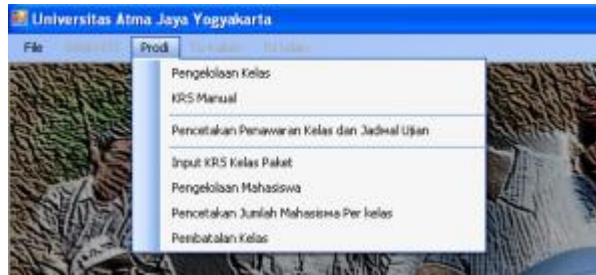 Universitas Atma Jaya Yogyakarta
File Prodi
Pengelolaan Kelas
KRS Manual
Pencetakan Penawaran Kelas dan Jadwal Ujian
Input KRS Kelas Paket
Pengelolaan Mahasiswa
Pencetakan Jumlah Mahasiswa Per kelas
Pembatalan Kelas